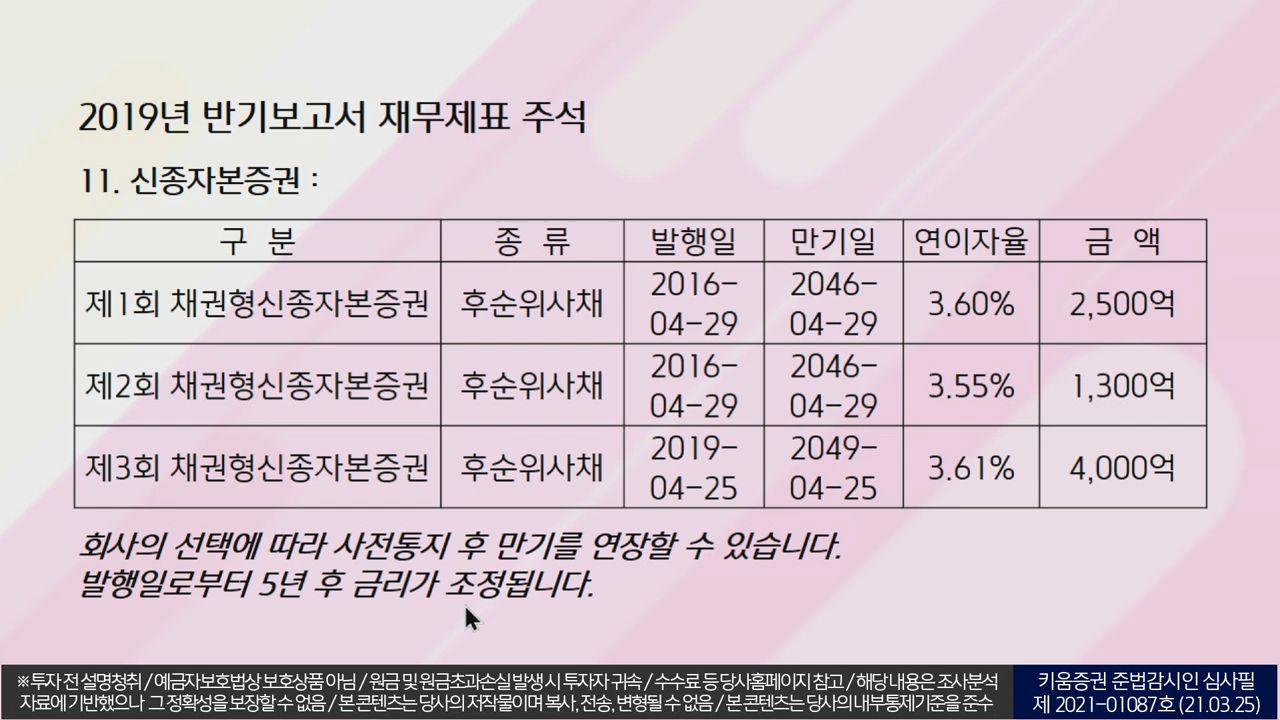 2019년 반기보고서 재무제표 주석
11. 신종자본증권 :
구 분 종 류 발행일 만기일 연이자율 금 액
제1회 채권형신종자본증권 후순위사채 2016-04-29 2046-04-29 3.60% 2,500억
제2회 채권형신종자본증권 후순위사채 2016-04-29 2046-04-29 3.55% 1,300억
제3회 채권형신종자본증권 후순위사채 2019-04-25 2049-04-25 3.61% 4,000억
회사의 선택에 따라 사전통지 후 만기를 연장할 수 있습니다.
발행일로부터 5년 후 금리가 조정됩니다.
※ 투자 전 설명청취 / 예금자보호법상 보호상품 아님 / 원금 및 원금초과손실 발생 시 투자자 귀속 / 수수료 등 당사홈페이지 참고 / 해당 내용은 조사분석
자료에 기반했으나 그 정확성을 보장할 수 없음 / 본 콘텐츠는 당사의 저작물이며 복사, 전송, 변형될 수 없음 / 본 콘텐츠는 당사의 내부통제기준을 준수
키움증권 준법감시인 심사필
제 2021-01087호 (21.03.25)